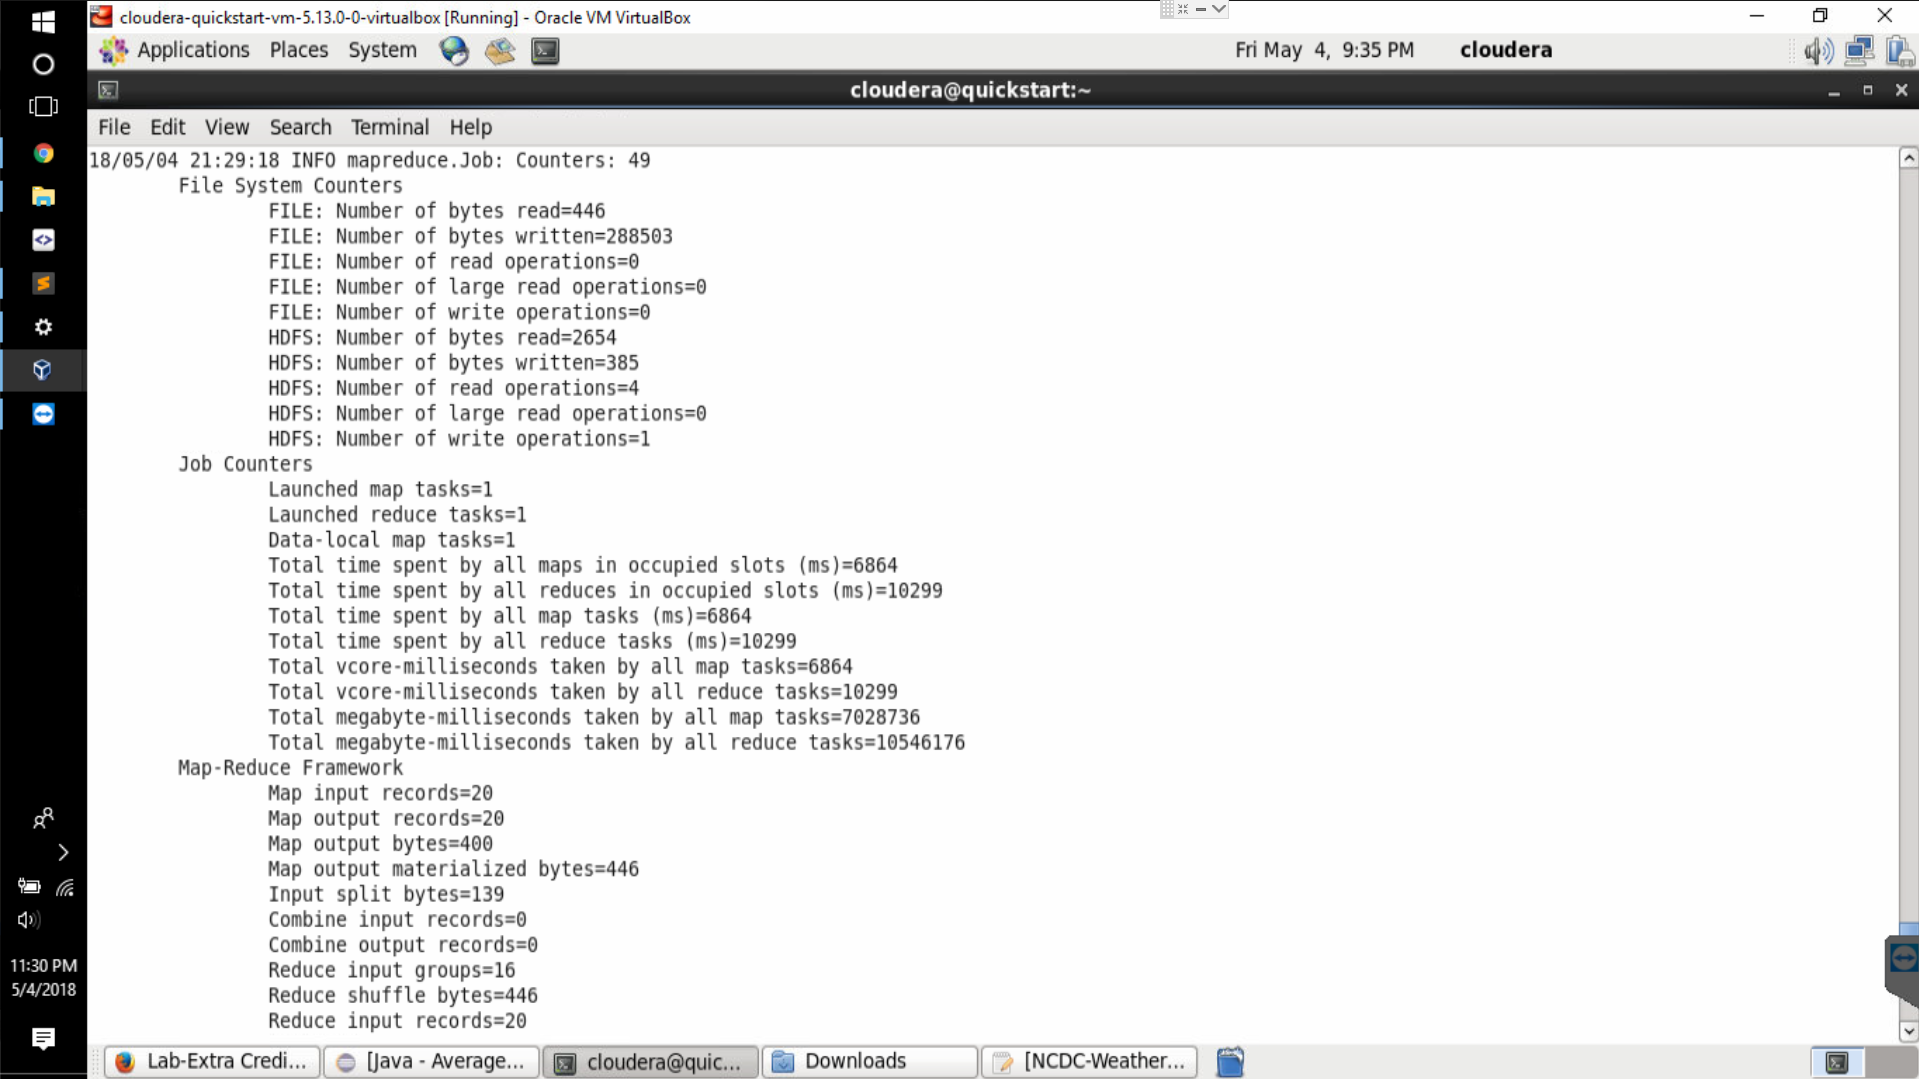 cloudera-quickstart-vm-5.13.0-0-virtualbox [Running] - Oracle VM VirtualBox
Applications Places System Fri May 4, 9:35 PM cloudera
cloudera@quickstart:~
File Edit View Search Terminal Help
18/05/04 21:29:18 INFO mapreduce.Job: Counters: 49
File System Counters
FILE: Number of bytes read=446
FILE: Number of bytes written=288503
FILE: Number of read operations=0
FILE: Number of large read operations=0
FILE: Number of write operations=0
HDFS: Number of bytes read=2654
HDFS: Number of bytes written=385
HDFS: Number of read operations=4
HDFS: Number of large read operations=0
HDFS: Number of write operations=1
Job Counters
Launched map tasks=1
Launched reduce tasks=1
Data-local map tasks=1
Total time spent by all maps in occupied slots (ms)=6864
Total time spent by all reduces in occupied slots (ms)=10299
Total time spent by all map tasks (ms)=6864
Total time spent by all reduce tasks (ms)=10299
Total vcore-milliseconds taken by all map tasks=6864
Total vcore-milliseconds taken by all reduce tasks=10299
Total megabyte-milliseconds taken by all map tasks=7028736
Total megabyte-milliseconds taken by all reduce tasks=10546176
Map-Reduce Framework
Map input records=20
Map output records=20
Map output bytes=400
Map output materialized bytes=446
Input split bytes=139
Combine input records=0
Combine output records=0
Reduce input groups=16
Reduce shuffle bytes=446
Reduce input records=20
11:30 PM
5/4/2018
Lab-Extra Credi... [Java - Average... cloudera@quic... Downloads [NCDC-Weather...